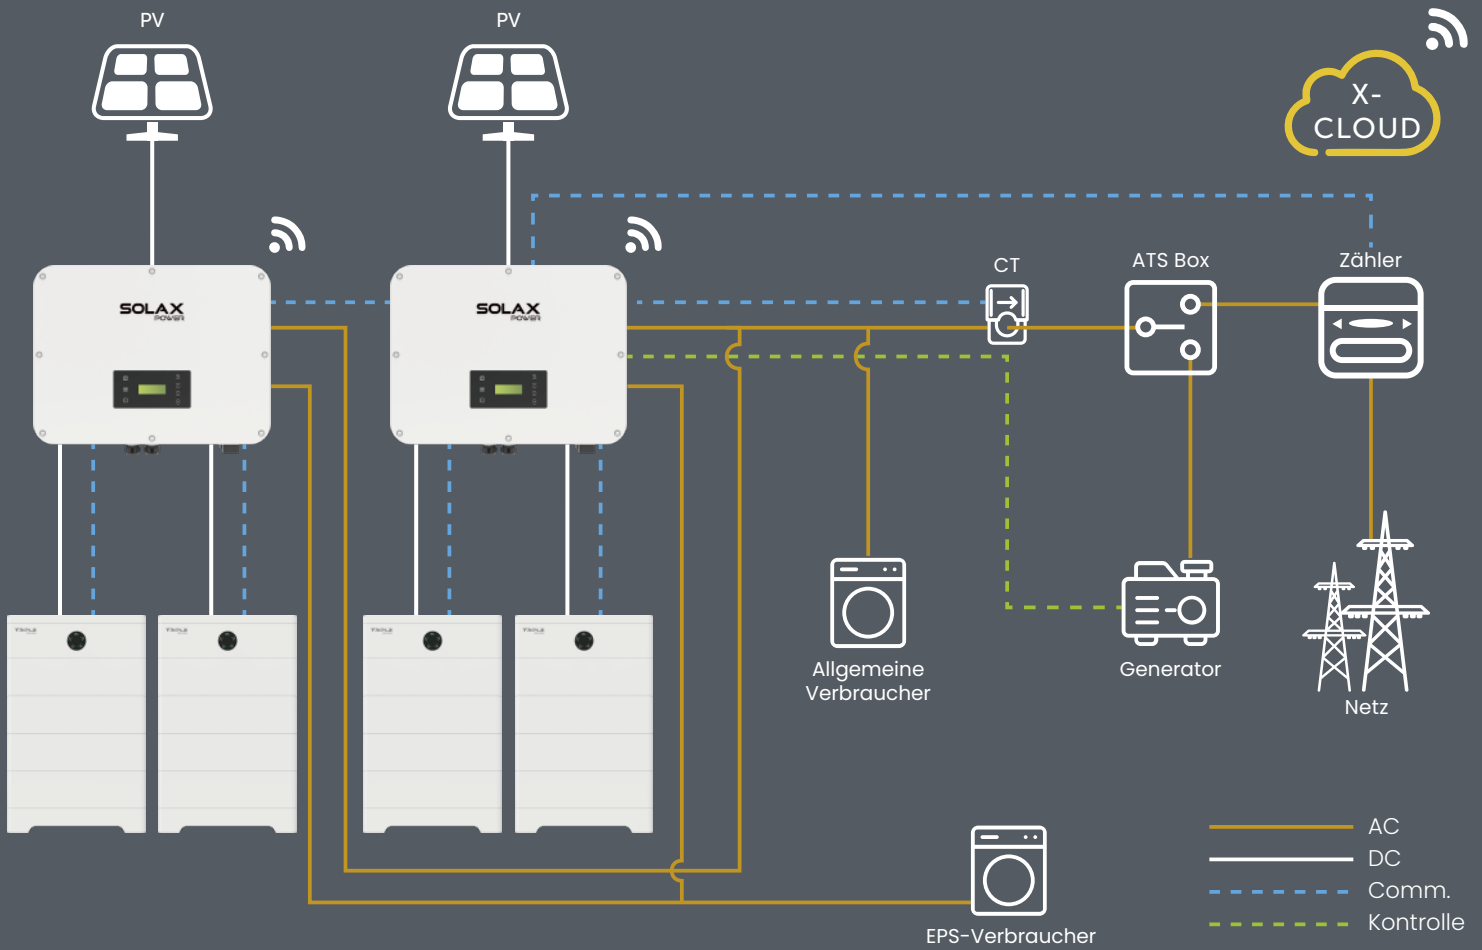 PV
PV
X-
CLOUD
CT
ATS Box
Zähler
SOLAX
POWER
SOLAX
POWER
Allgemeine
Verbraucher
Generator
Netz
AC
DC
Comm.
Kontrolle
EPS-Verbraucher